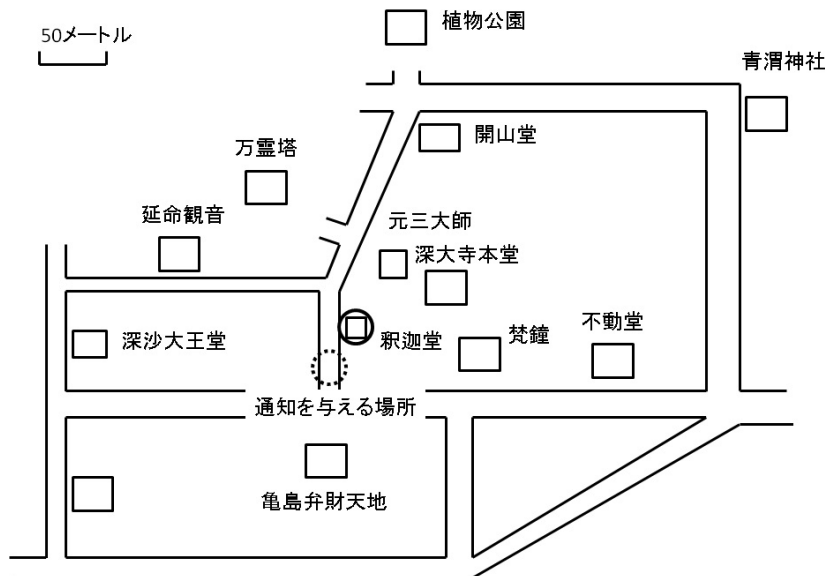 植物公園
50メートル
青渭神社
開山堂
万霊塔
延命観音
元三大師
深大寺本堂
不動堂
梵鐘
釈迦堂
深沙大王堂
通知を与える場所
亀島弁財天地